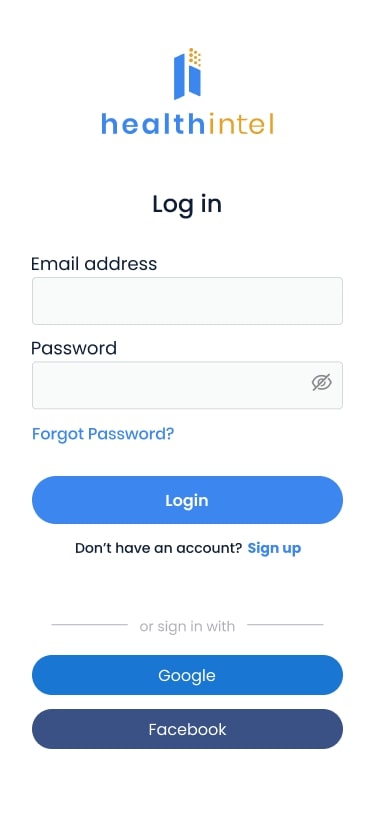 healthintel
Log in
Email address
Password
Forgot Password?
Login
Don’t have an account? Sign up
or sign in with
Google
Facebook